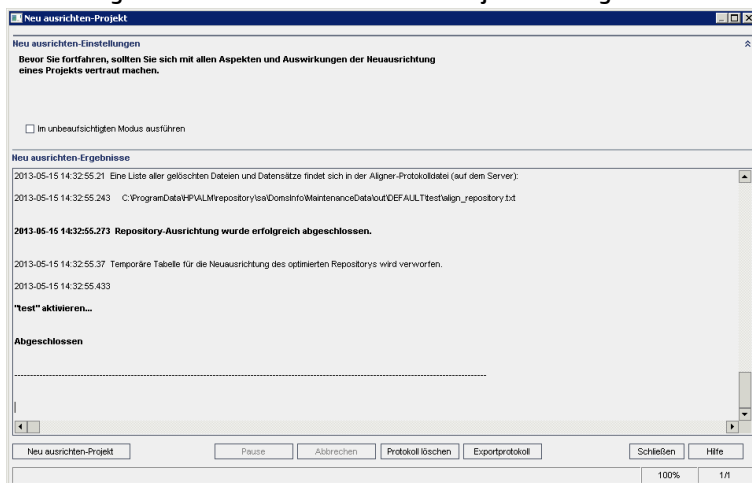 Neu ausrichten-Projekt
Neu ausrichten-Einstellungen
Bevor Sie fortfahren, sollten Sie sich mit allen Aspekten und Auswirkungen der Neuausrichtung
eines Projekts vertraut machen.
Im unbeaufsichtigten Modus ausführen
Neu ausrichten-Ergebnisse
2013-05-15 14:32:55.21 Eine Liste aller gelöschten Dateien und Datensätze findet sich in der Aligner-Protokolldatei (auf dem Server):
2013-05-15 14:32:55.243 C:\ProgramData\HP\ALM\repository\sa\DomsInfo\MaintenanceData\out\DEFAULT\test\align_repository.txt
2013-05-15 14:32:55.273 Repository-Ausrichtung wurde erfolgreich abgeschlossen.
2013-05-15 14:32:55.37 Temporäre Tabelle für die Neuausrichtung des optimierten Repositorys wird verworfen.
2013-05-15 14:32:55.433
"test" aktivieren...
Abgeschlossen
Neu ausrichten-Projekt Pause Abbrechen Protokoll löschen Exportprotokoll Schließen Hilfe
100% 1/1